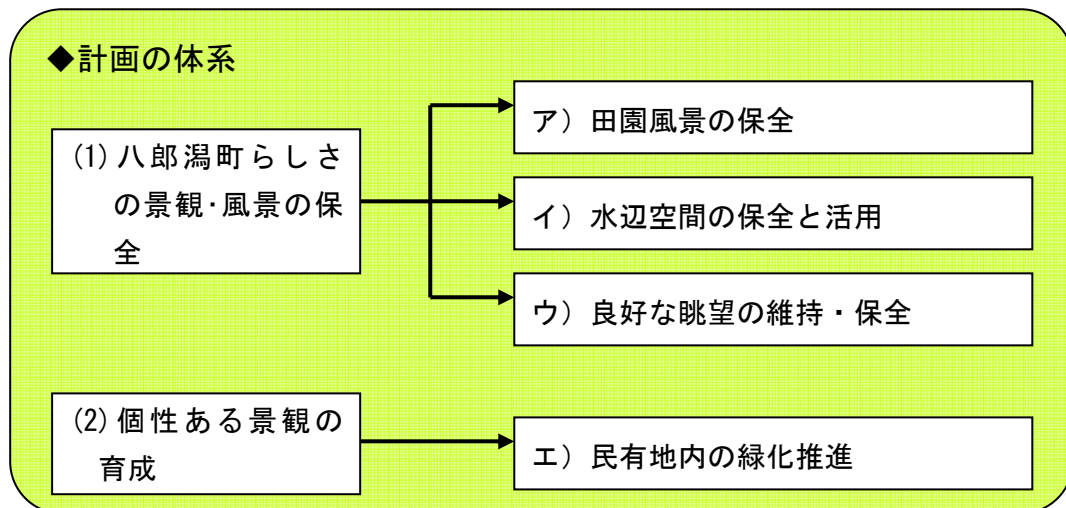 ◆計画の体系
(1)八郎潟町らしさ
の景観･風景の保
全
ア）田園風景の保全
イ）水辺空間の保全と活用
ウ）良好な眺望の維持・保全
(2)個性ある景観の
育成
エ）民有地内の緑化推進